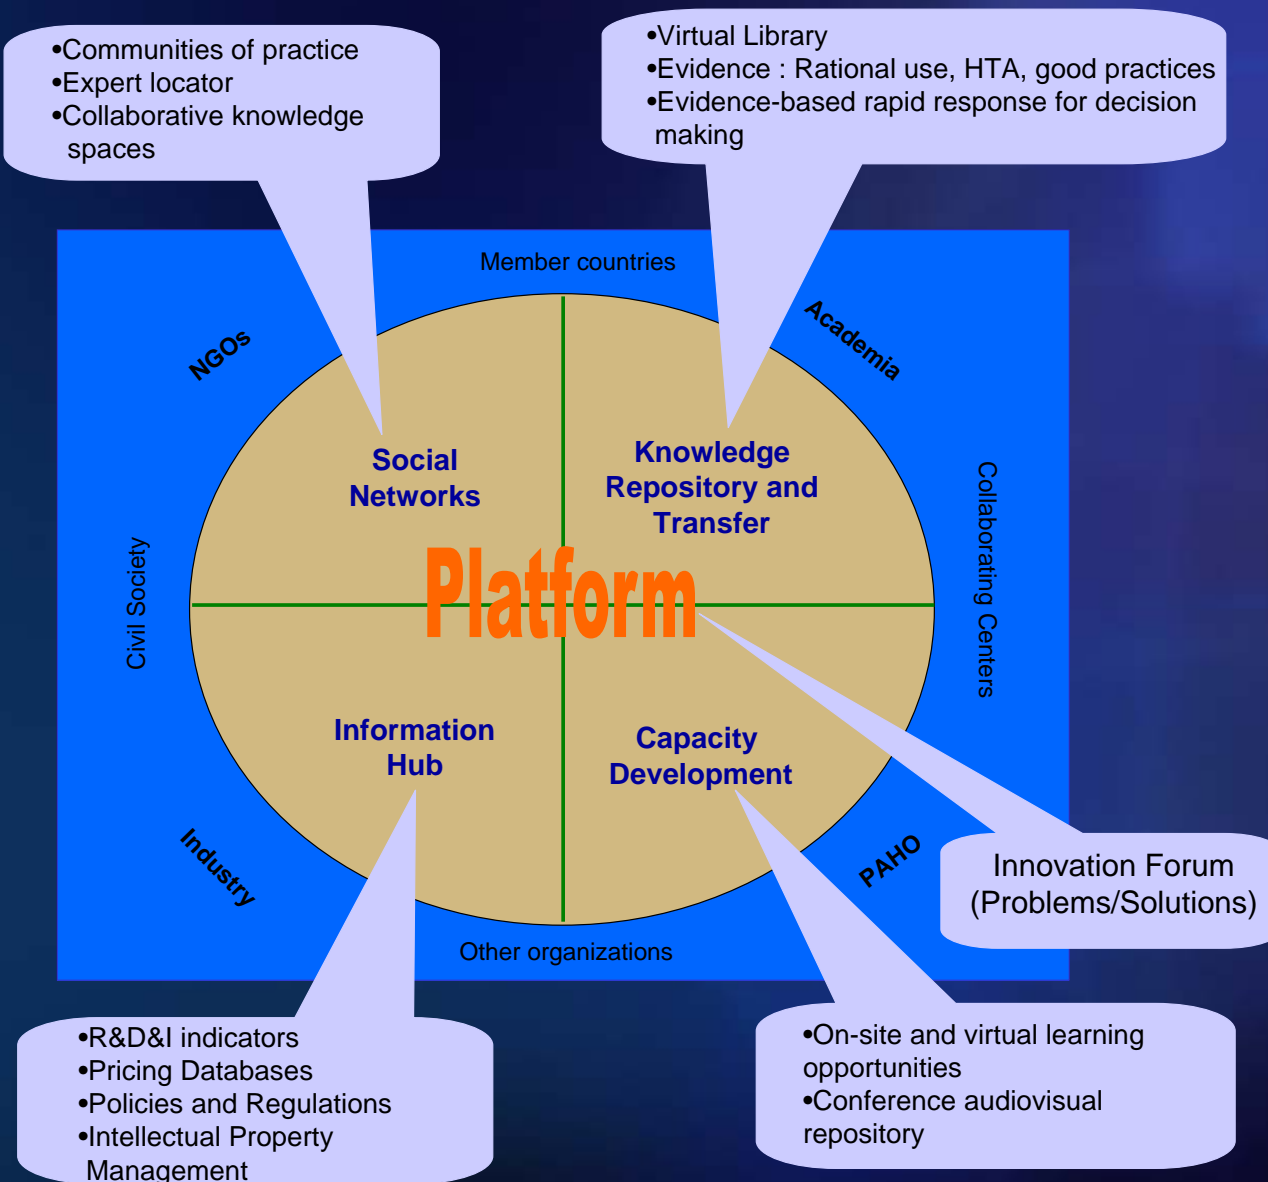 •Communities of practice
•Expert locator
•Collaborative knowledge
spaces
•Virtual Library
•Evidence : Rational use, HTA, good practices
•Evidence-based rapid response for decision
making
Member countries
NGOs
Academia
Social
Networks
Knowledge
Repository and
Transfer
Civil Society
Collaborating Centers
Platform
Information
Hub
Capacity
Development
Industry
PAHO
Innovation Forum
(Problems/Solutions)
Other organizations
•R&D&I indicators
•Pricing Databases
•Policies and Regulations
•Intellectual Property
Management
•On-site and virtual learning
opportunities
•Conference audiovisual
repository